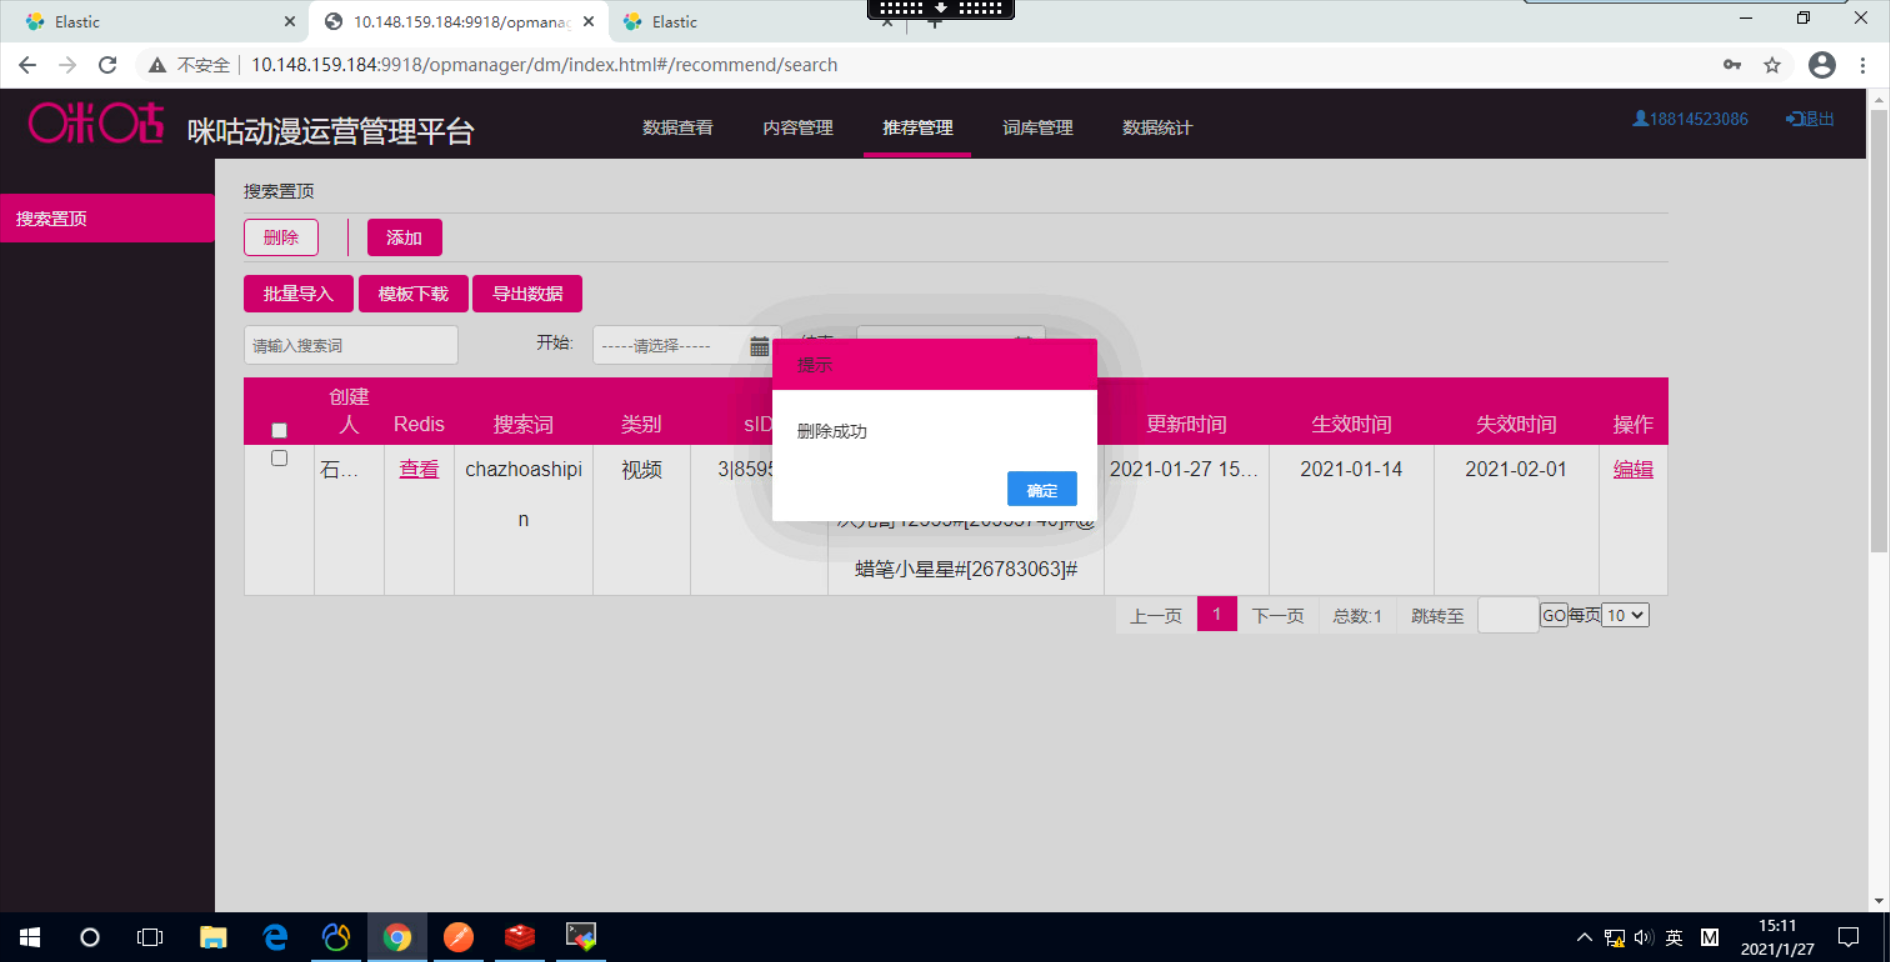 Elastic
10.148.159.184:9918/opmanag
Elastic
不安全
10.148.159.184:9918/opmanager/dm/index.html#/recommend/search
咪咕
咪咕动漫运营管理平台
数据查看
内容管理
推荐管理
词库管理
数据统计
18814523086
退出
搜索置顶
搜索置顶
删除
添加
批量导入
模板下载
导出数据
请输入搜索词
开始:
-----请选择-----
提示
删除成功
确定
创建人
Redis
搜索词
类别
sID
更新时间
生效时间
失效时间
操作
石...
查看
chazhoashipin
视频
3|8595
2021-01-27 15...
2021-01-14
2021-02-01
编辑
蜡笔小星星#[26783063]#
上一页
1
下一页
总数:1
跳转至
GO
每页
10
英
M
15:11
2021/1/27